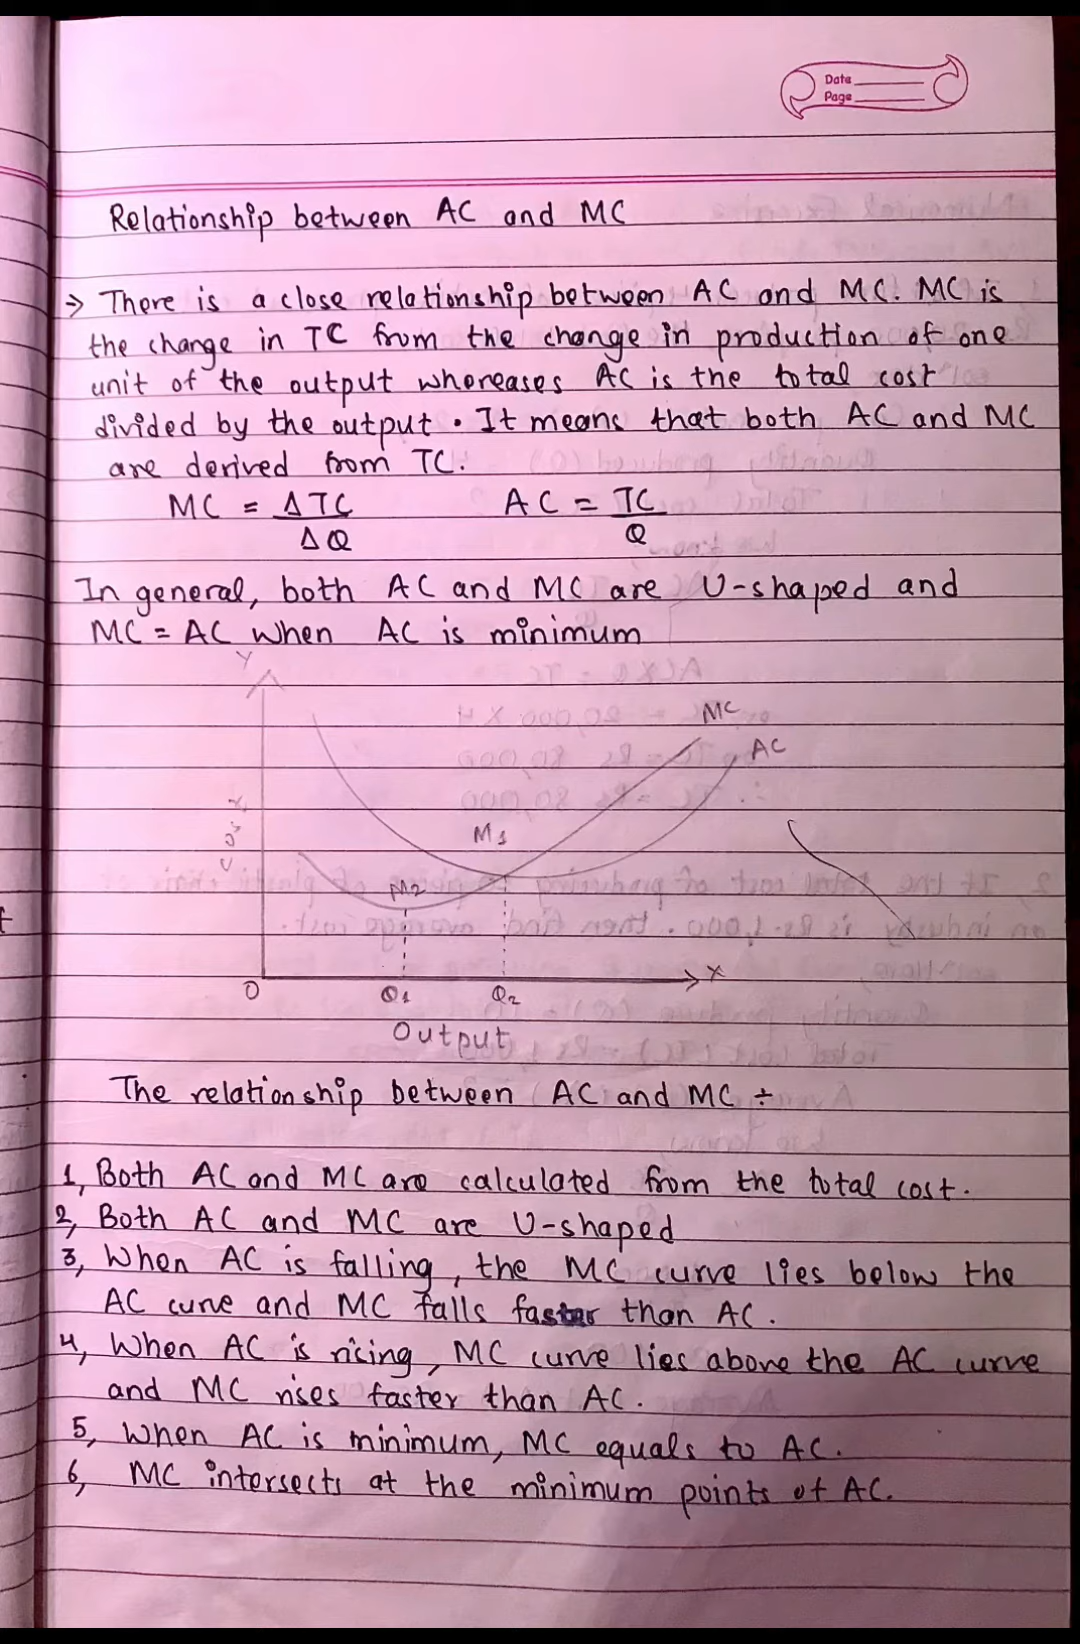 Date
Page
Relationship between AC and MC
→ There is a close relationship between AC and MC. MC is
the change in TC from the change in production of one
unit of the output whereases AC is the total cost
divided by the output. It means that both AC and MC
are derived from TC.
MC = ΔTC / ΔQ    AC = TC / Q
In general, both AC and MC are U-shaped and
MC = AC when AC is minimum
Y
MC
AC
M1
M2
O
Q1
Q2
X
Output
The relationship between AC and MC ÷
1, Both AC and MC are calculated from the total cost.
2, Both AC and MC are U-shaped
3, When AC is falling, the MC curve lies below the
AC curve and MC falls faster than AC.
4, When AC is ricing, MC curve lies above the AC curve
and MC rises faster than AC.
5, When AC is minimum, MC equals to AC.
6, MC intersects at the minimum points of AC.